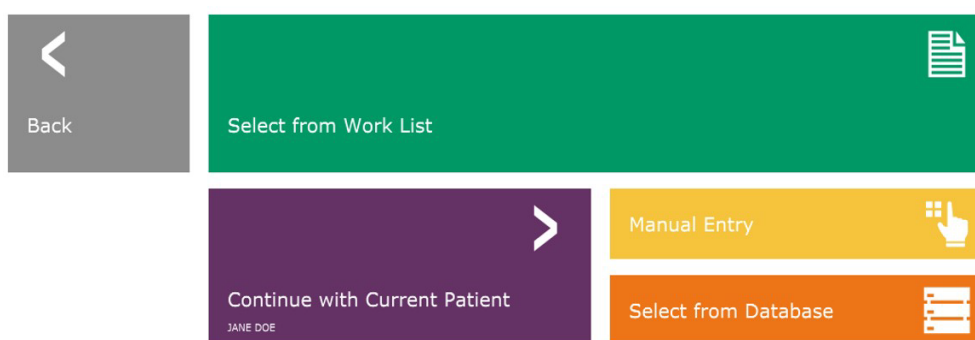 Back
Select from Work List
Continue with Current Patient
JANE DOE
Manual Entry
Select from Database